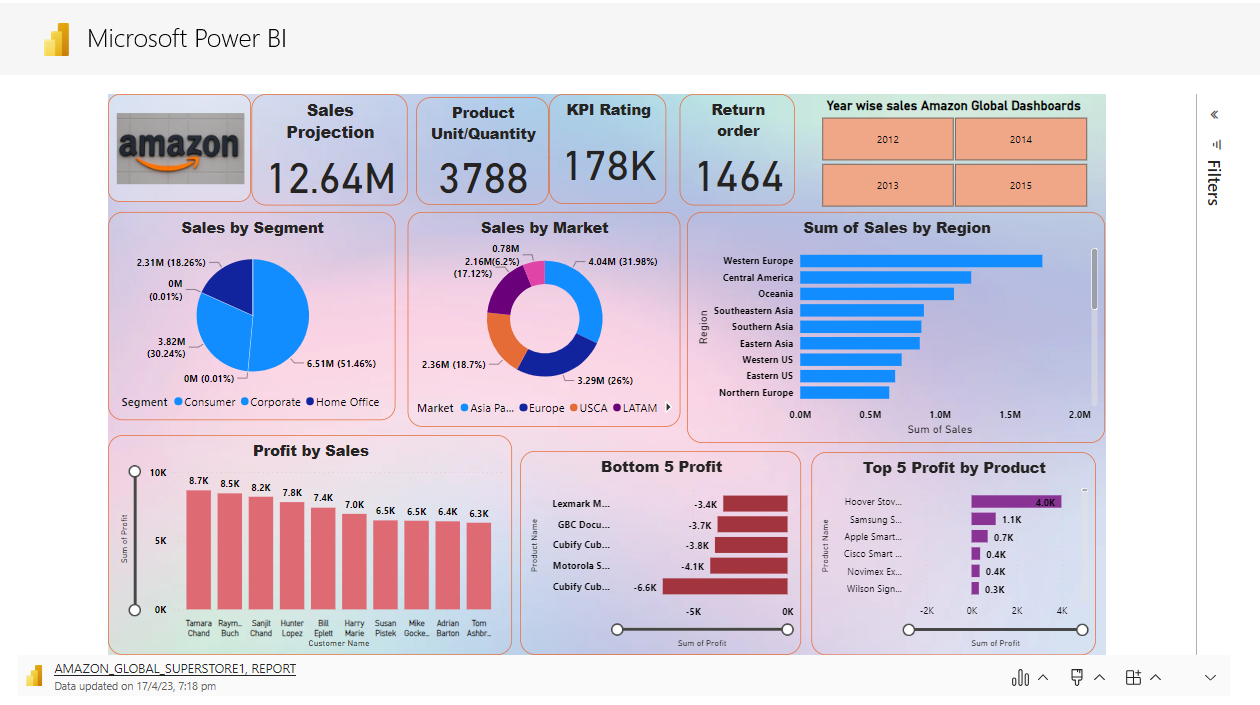 Microsoft Power BI
amazon
Sales
Projection
12.64M
Product
Unit/Quantity
3788
KPI Rating
178K
Return
order
1464
Year wise sales Amazon Global Dashboards
2012
2014
2013
2015
«
Filters
Sales by Segment
2.31M (18.26%)
0M
(0.01%)
3.82M
(30.24%)
0M (0.01%)
6.51M (51.46%)
Segment Consumer Corporate Home Office
Sales by Market
0.78M
2.16M(6.2%)
(17.12%)
4.04M (31.98%)
2.36M (18.7%)
3.29M (26%)
Market Asia Pa... Europe USCA LATAM
Sum of Sales by Region
Region
Western Europe
Central America
Oceania
Southeastern Asia
Southern Asia
Eastern Asia
Western US
Eastern US
Northern Europe
0.0M 0.5M 1.0M 1.5M 2.0M
Sum of Sales
Profit by Sales
Sum of Profit
10K
5K
0K
8.7K 8.5K 8.2K 7.8K 7.4K 7.0K 6.5K 6.5K 6.4K 6.3K
Tamara Raym.. Sanjit Hunter Bill Harry Susan Mike Adrian Tom
Chand Buch Chand Lopez Eplett Marie Pistek Gocke... Barton Ashbr...
Customer Name
Bottom 5 Profit
Product Name
Lexmark M... -3.4K
GBC Docu... -3.7K
Cubify Cub... -3.8K
Motorola S... -4.1K
Cubify Cub... -6.6K
-5K 0K
Sum of Profit
Top 5 Profit by Product
Product Name
Hoover Stov... 4.0K
Samsung S... 1.1K
Apple Smart... 0.7K
Cisco Smart ... 0.4K
Novimex Ex... 0.4K
Wilson Sign... 0.3K
-2K 0K 2K 4K
Sum of Profit
AMAZON_GLOBAL_SUPERSTORE1, REPORT
Data updated on 17/4/23, 7:18 pm